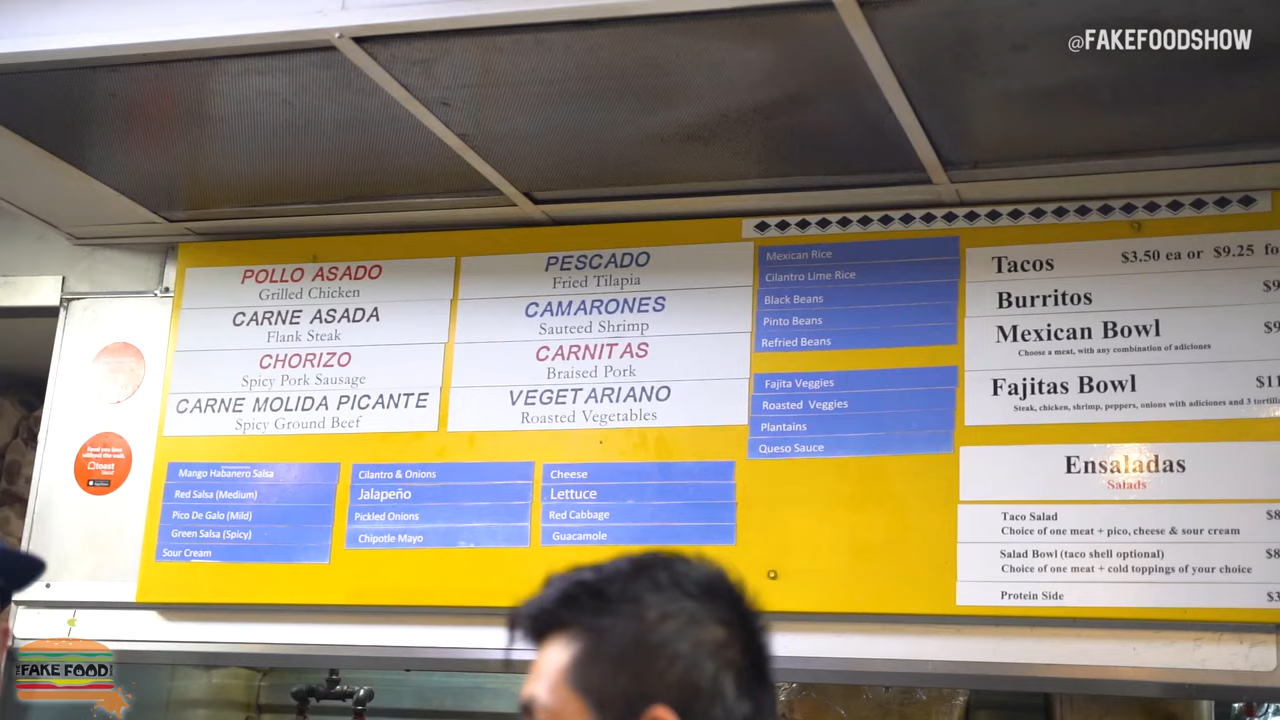 @FAKEFOODSHOW
POLLO ASADO
Grilled Chicken
CARNE ASADA
Flank Steak
CHORIZO
Spicy Pork Sausage
CARNE MOLIDA PICANTE
Spicy Ground Beef
PESCADO
Fried Tilapia
CAMARONES
Sauteed Shrimp
CARNITAS
Braised Pork
VEGETARIANO
Roasted Vegetables
Mexican Rice
Cilantro Lime Rice
Black Beans
Pinto Beans
Refried Beans
Fajita Veggies
Roasted Veggies
Plantains
Queso Sauce
Tacos $3.50 ea or $9.25 fo
Burritos $9
Mexican Bowl $9
Choose a meat, with any combination of adiciones
Fajitas Bowl $11
Steak, chicken, shrimp, peppers, onions with adiciones and 3 tortilla
Ensaladas
Salads
Taco Salad $8
Choice of one meat + pico, cheese & sour cream
Salad Bowl (taco shell optional) $8
Choice of one meat + cold toppings of your choice
Protein Side $3
Mango Habanero Salsa
Red Salsa (Medium)
Pico De Galo (Mild)
Green Salsa (Spicy)
Sour Cream
Cilantro & Onions
Jalapeño
Pickled Onions
Chipotle Mayo
Cheese
Lettuce
Red Cabbage
Guacamole
toast
FAKE FOOD